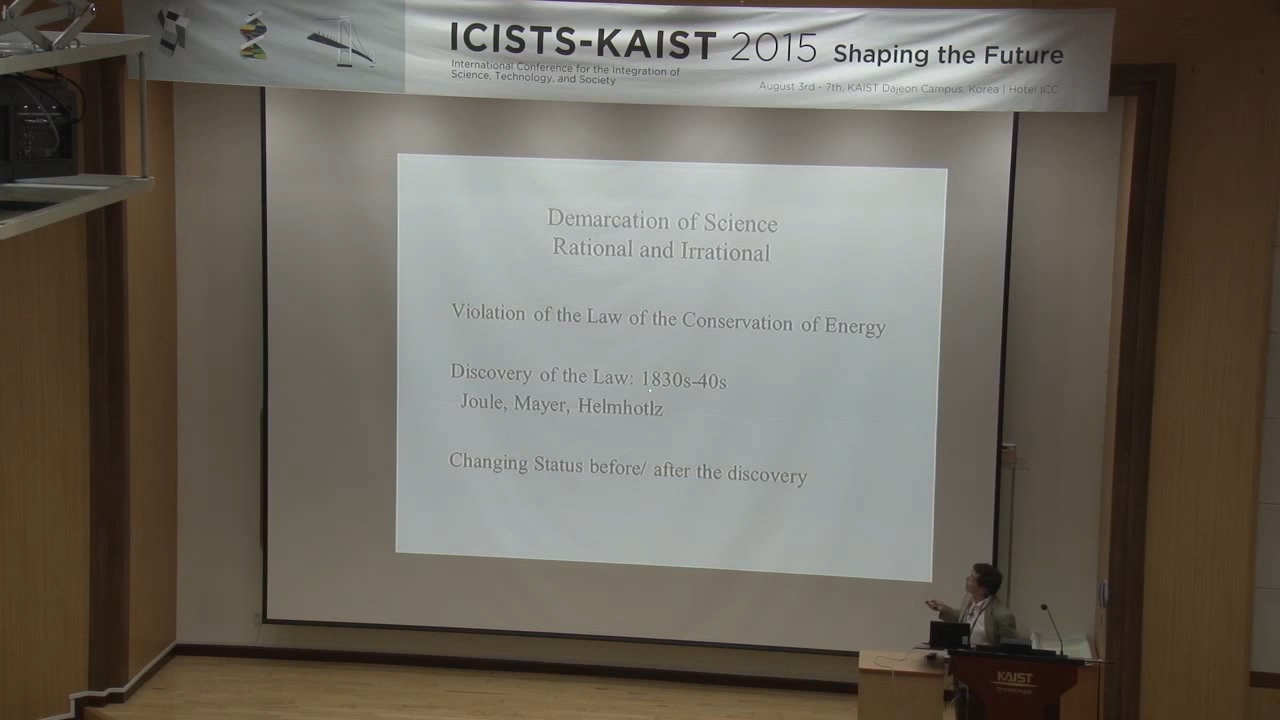 ICISTS-KAIST 2015 Shaping the Future
International Conference for the Integration of
Science, Technology, and Society
August 3rd - 7th, KAIST Dajeon Campus, Korea | Hotel ICC
Demarcation of Science
Rational and Irrational
Violation of the Law of the Conservation of Energy
Discovery of the Law: 1830s-40s
Joule, Mayer, Helmhotlz
Changing Status before/ after the discovery
KAIST